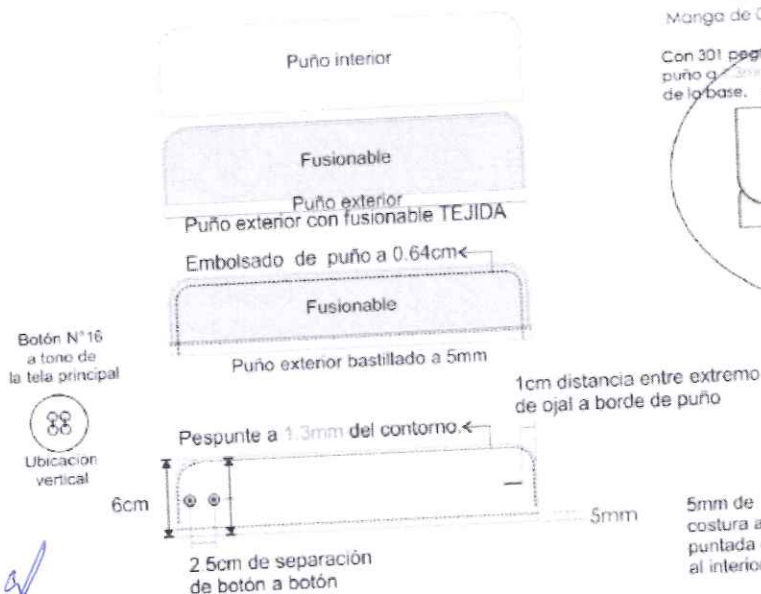 Puño interior
Fusionable
Puño exterior
Puño exterior con fusionable TEJIDA
Embolsado de puño a 0.64cm
Fusionable
Puño exterior bastillado a 5mm
Botón N°16
a tono de
la tela principal
Ubicación
vertical
1cm distancia entre extremo
de ojal a borde de puño
Pespunte a 1.3mm del contorno.
6cm
5mm
2.5cm de separación
de botón a botón
Manga de
Con 301
puño a
de la base.
5mm de
costura a
puntada
al interior